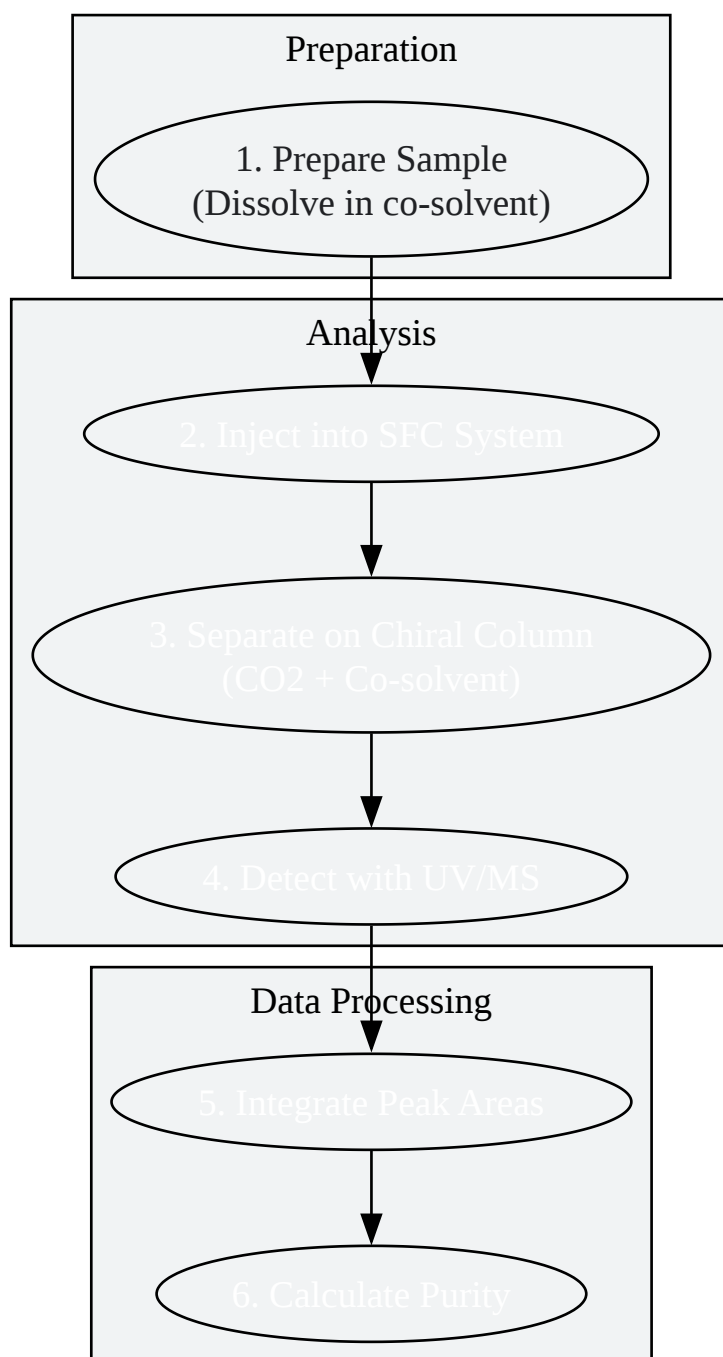 Preparation
1. Prepare Sample
(Dissolve in co-solvent)
Analysis
2. Inject into SFC System
3. Separate on Chiral Column
(CO2 + Co-solvent)
4. Detect with UV/MS
Data Processing
5. Integrate Peak Areas
6. Calculate Purity